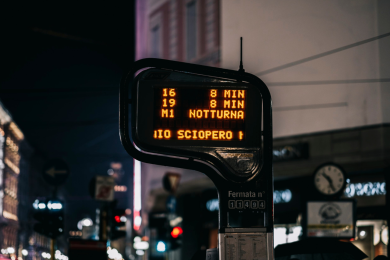 16 8 MIN
19 8 MIN
M1 NOTTURNA
IO SCIOPERO
Fermata n°